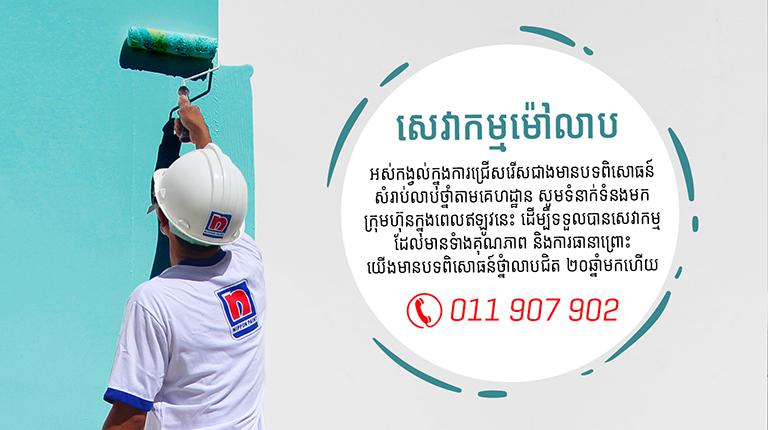 សេវាកម្មម៉ៅលាប
អស់កង្វល់ក្នុងការជ្រើសរើសជាងមានបទពិសោធន៍
សំរាប់លាបថ្នាំតាមគេហដ្ឋាន សូមទំនាក់ទំនងមក
ក្រុមហ៊ុនក្នុងពេលឥឡូវនេះ ដើម្បីទទួលបានសេវាកម្ម
ដែលមានទំាងគុណភាព និងការធានាព្រោះ
យើងមានបទពិសោធន៍ថ្នំាលាបជិត ២០ឆ្នាំមកហើយ
011 907 902
n
NIPPON PAINT
n
NIPPON PAINT